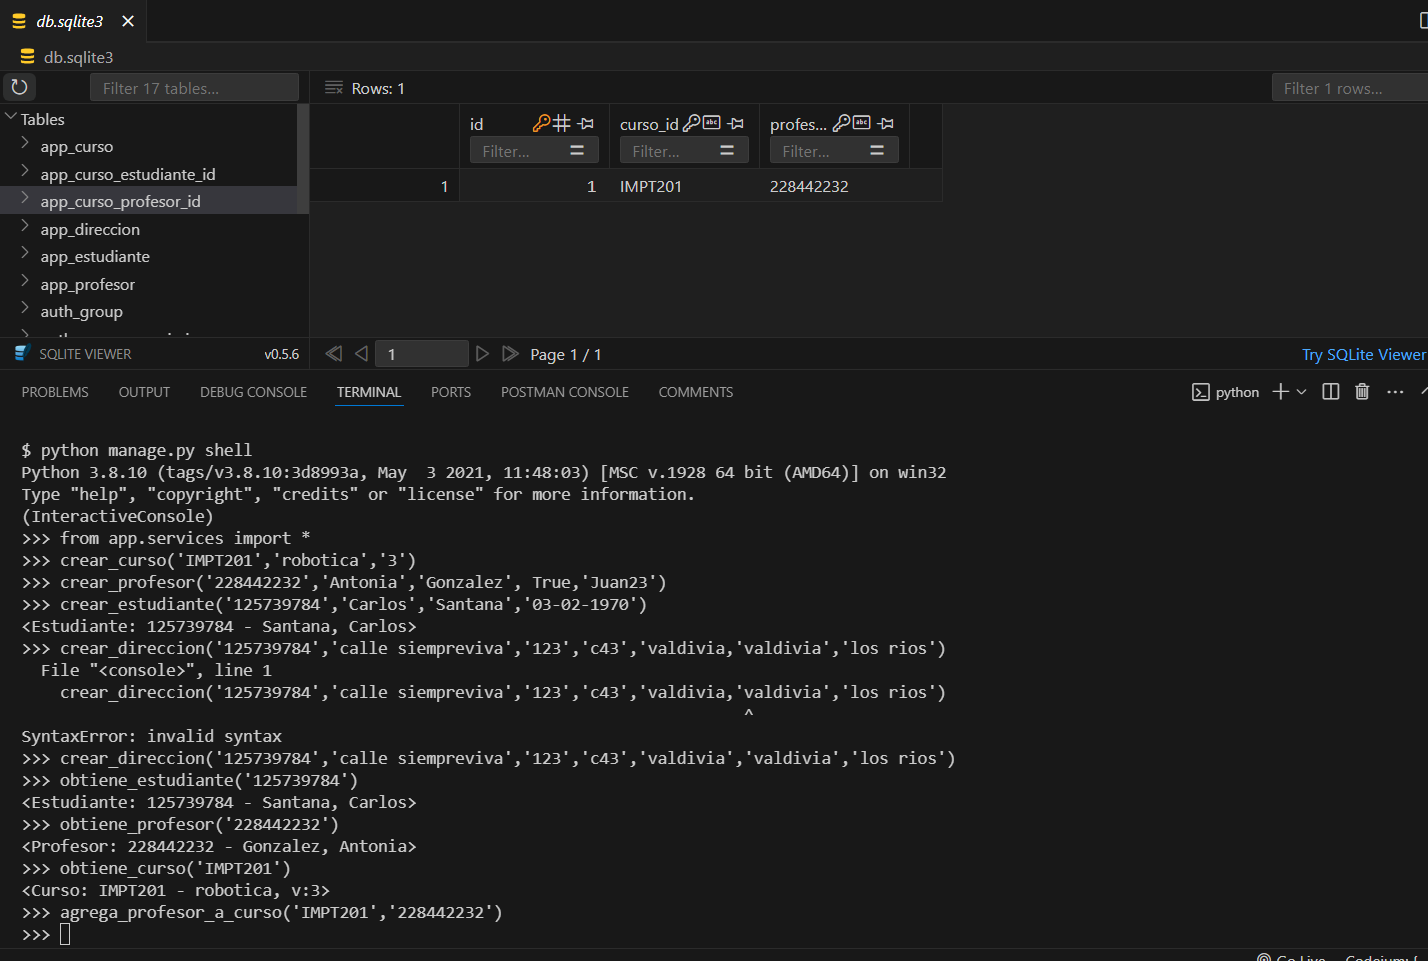 db.sqlite3
db.sqlite3
Filter 17 tables...
Rows: 1
Filter 1 rows...
Tables
app_curso
app_curso_estudiante_id
app_curso_profesor_id
app_direccion
app_estudiante
app_profesor
auth_group
id
curso_id
profes...
Filter...
Filter...
Filter...
1
1
IMPT201
228442232
SQLITE VIEWER
v0.5.6
1
Page 1 / 1
Try SQLite Viewer
PROBLEMS
OUTPUT
DEBUG CONSOLE
TERMINAL
PORTS
POSTMAN CONSOLE
COMMENTS
python
$ python manage.py shell
Python 3.8.10 (tags/v3.8.10:3d8993a, May  3 2021, 11:48:03) [MSC v.1928 64 bit (AMD64)] on win32
Type "help", "copyright", "credits" or "license" for more information.
(InteractiveConsole)
>>> from app.services import *
>>> crear_curso('IMPT201','robotica','3')
>>> crear_profesor('228442232','Antonia','Gonzalez', True,'Juan23')
>>> crear_estudiante('125739784','Carlos','Santana','03-02-1970')
<Estudiante: 125739784 - Santana, Carlos>
>>> crear_direccion('125739784','calle siempreviva','123','c43','valdivia,'valdivia','los rios')
  File "<console>", line 1
    crear_direccion('125739784','calle siempreviva','123','c43','valdivia,'valdivia','los rios')
^
SyntaxError: invalid syntax
>>> crear_direccion('125739784','calle siempreviva','123','c43','valdivia','valdivia','los rios')
>>> obtiene_estudiante('125739784')
<Estudiante: 125739784 - Santana, Carlos>
>>> obtiene_profesor('228442232')
<Profesor: 228442232 - Gonzalez, Antonia>
>>> obtiene_curso('IMPT201')
<Curso: IMPT201 - robotica, v:3>
>>> agrega_profesor_a_curso('IMPT201','228442232')
>>>
Go Live
Codeium: